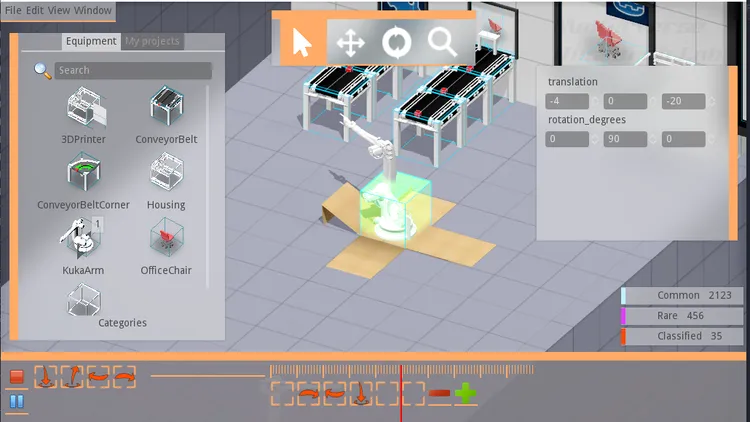 File Edit View Window
Equipment My projects
Search
3DPrinter ConveyorBelt
ConveyorBeltCorner Housing
1
KukaArm OfficeChair
Categories
translation
-4 0 -20
rotation_degrees
0 90 0
Common 2123
Rare 456
Classified 35